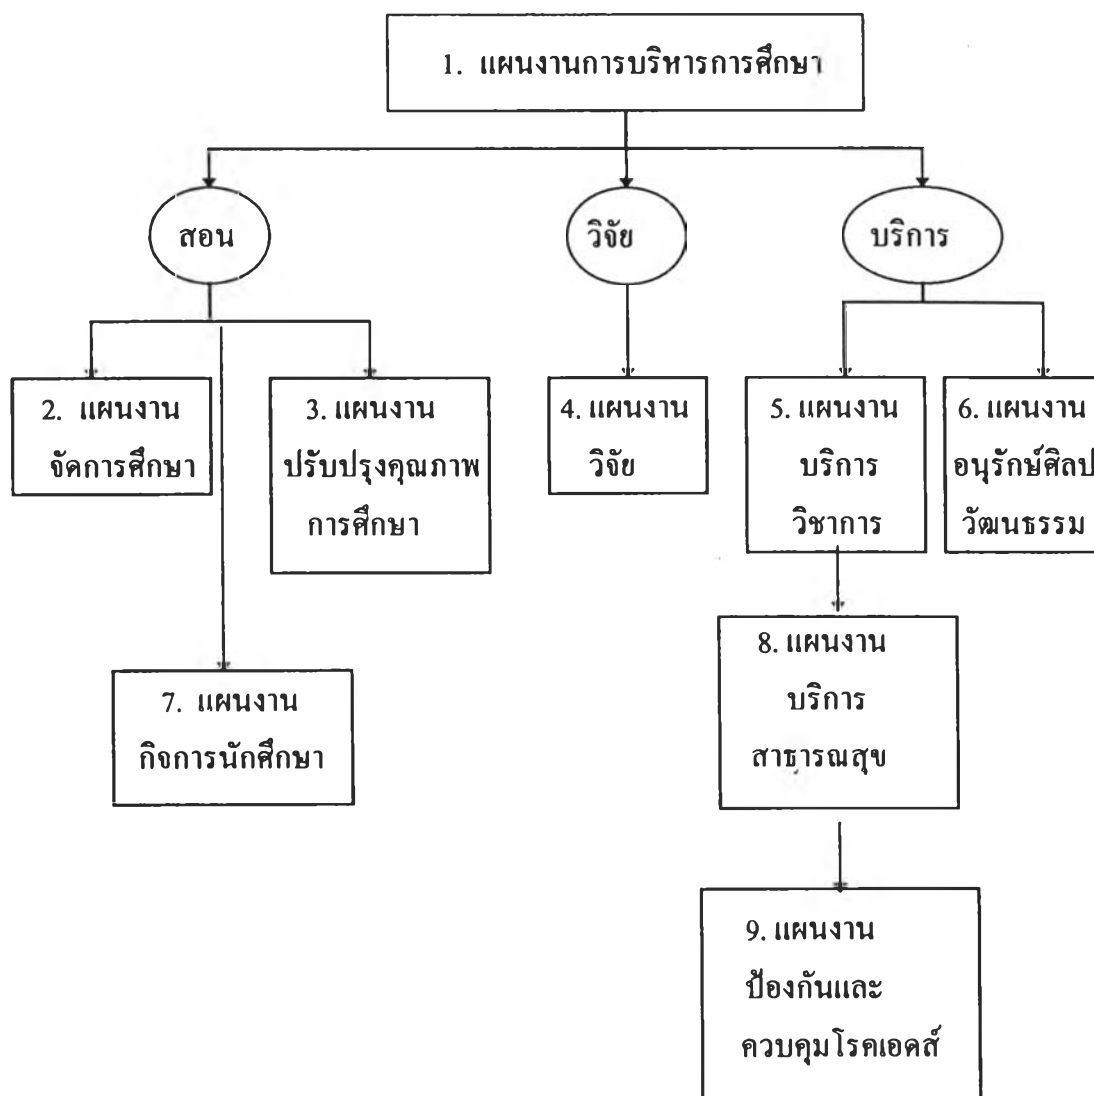 1. แผนงานการบริหารการศึกษา
สอน
วิจัย
บริการ
2. แผนงาน
จัดการศึกษา
3. แผนงาน
ปรับปรุงคุณภาพ
การศึกษา
4. แผนงาน
วิจัย
5. แผนงาน
บริการ
วิชาการ
6. แผนงาน
อนุรักษ์ศิลป
วัฒนธรรม
7. แผนงาน
กิจการนักศึกษา
8. แผนงาน
บริการ
สาธารณสุข
9. แผนงาน
ป้องกันและ
ควบคุมโรคเอดส์